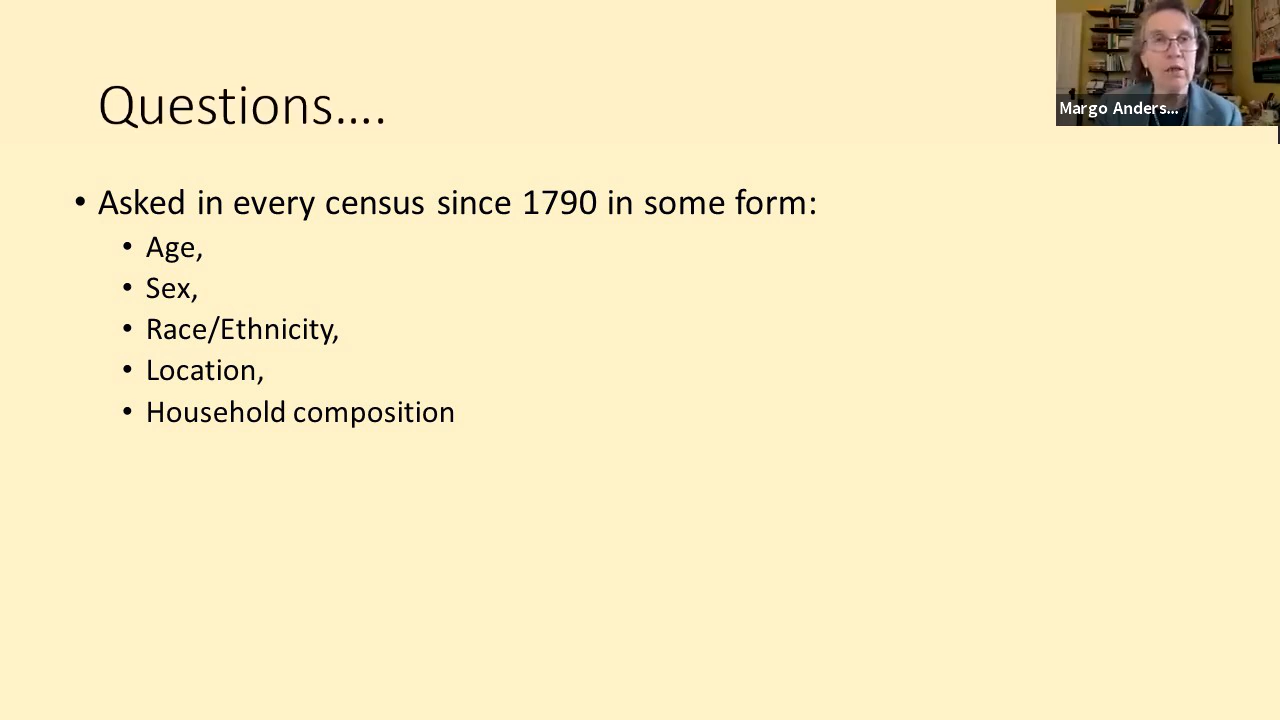 Questions....
Margo Anders...
• Asked in every census since 1790 in some form:
• Age,
• Sex,
• Race/Ethnicity,
• Location,
• Household composition